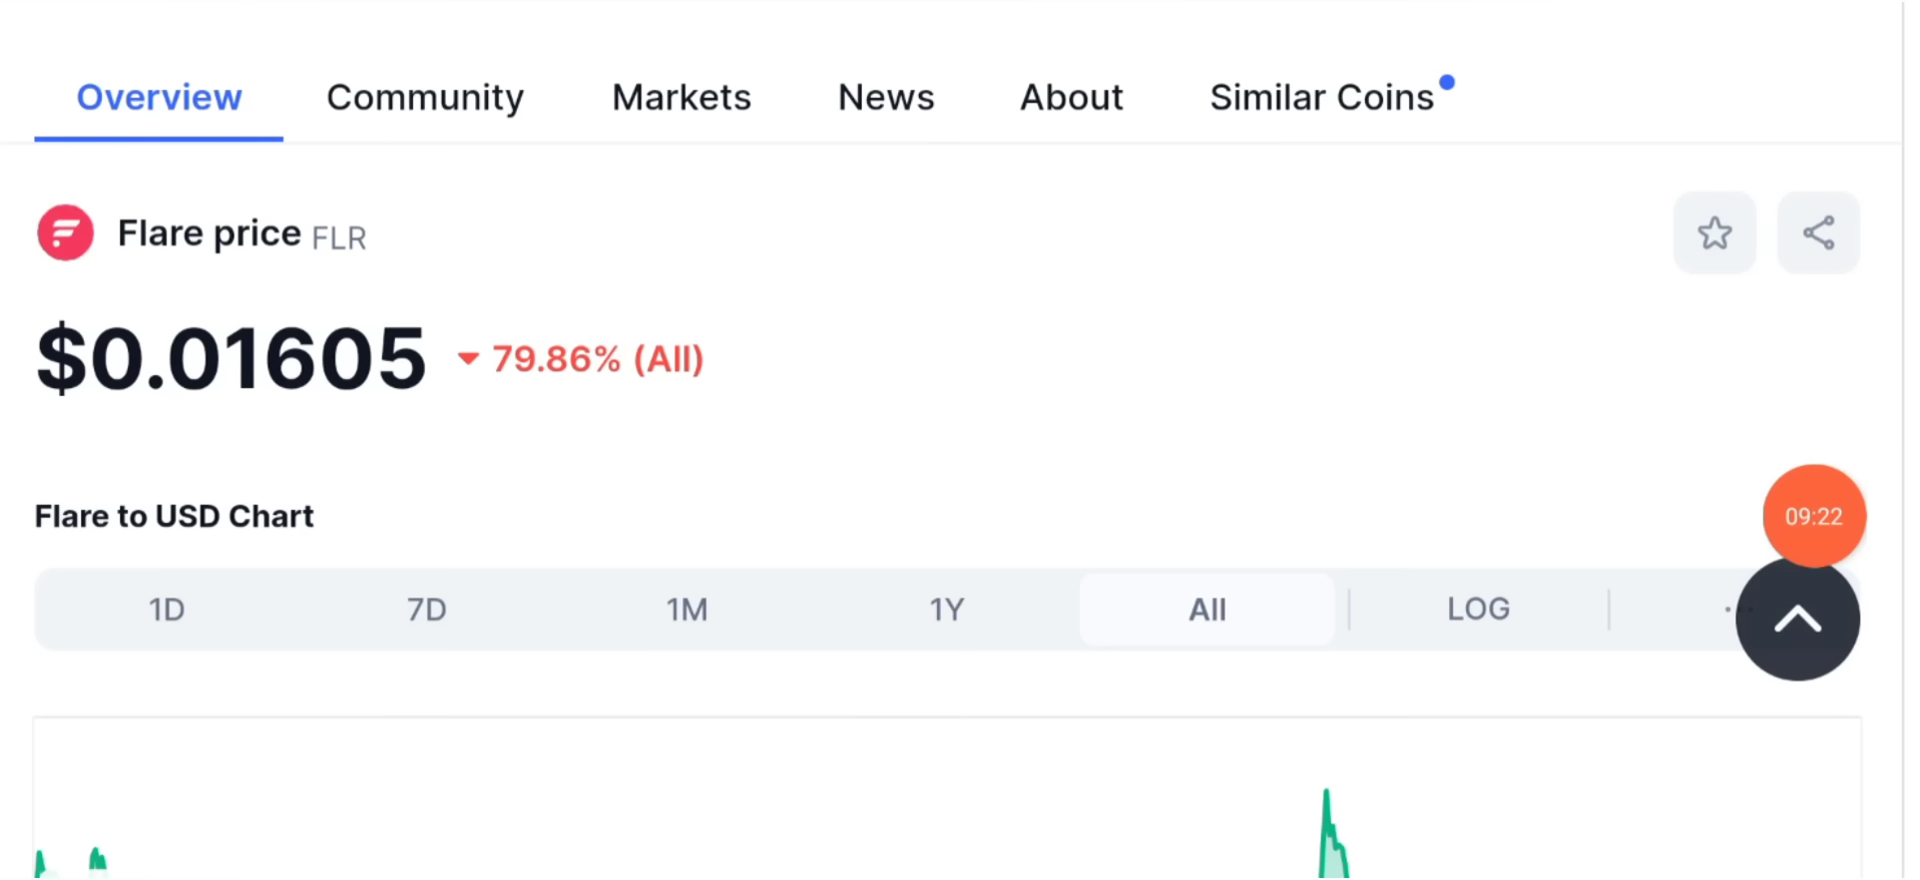 Overview Community Markets News About Similar Coins
Flare price FLR
$0.01605 79.86% (All)
Flare to USD Chart
09:22
1D 7D 1M 1Y All LOG